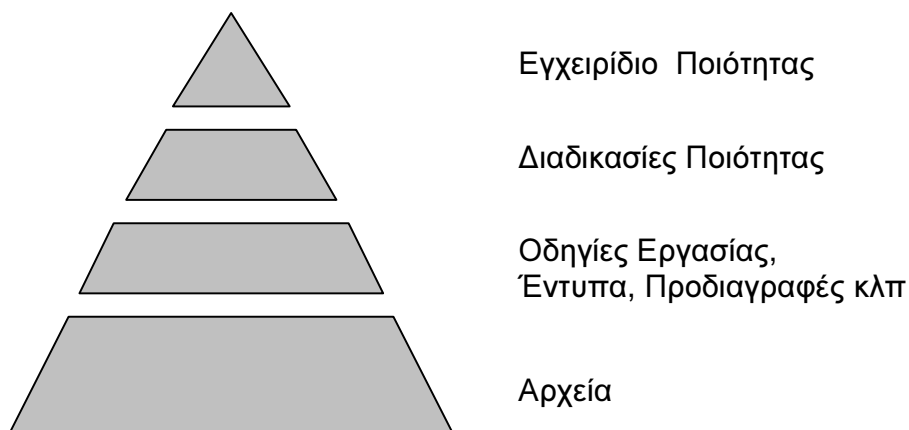 Εγχειρίδιο Ποιότητας
Διαδικασίες Ποιότητας
Οδηγίες Εργασίας,
Έντυπα, Προδιαγραφές κλπ
Αρχεία